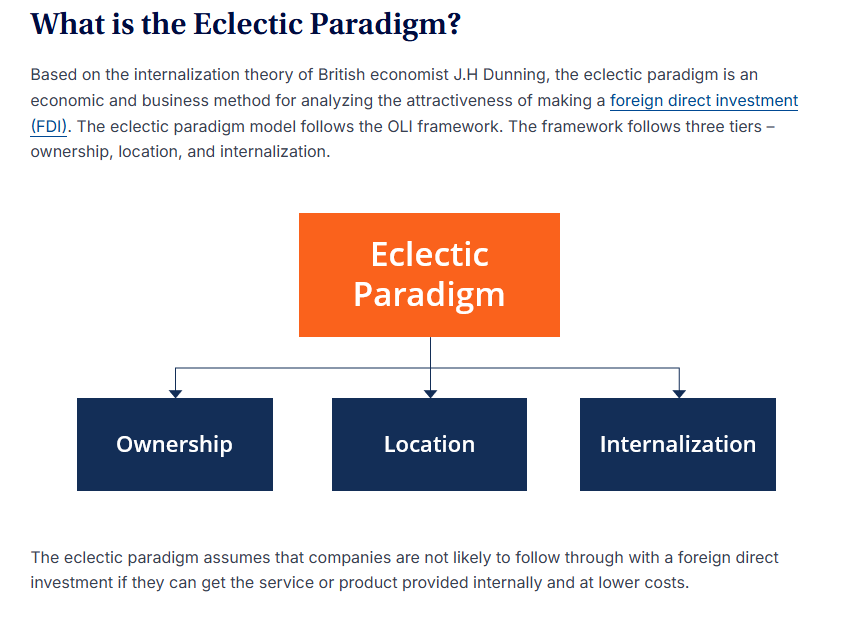 What is the Eclectic Paradigm?
Based on the internalization theory of British economist J.H Dunning, the eclectic paradigm is an
economic and business method for analyzing the attractiveness of making a foreign direct investment
(FDI). The eclectic paradigm model follows the OLI framework. The framework follows three tiers –
ownership, location, and internalization.
Eclectic
Paradigm
Ownership
Location
Internalization
The eclectic paradigm assumes that companies are not likely to follow through with a foreign direct
investment if they can get the service or product provided internally and at lower costs.